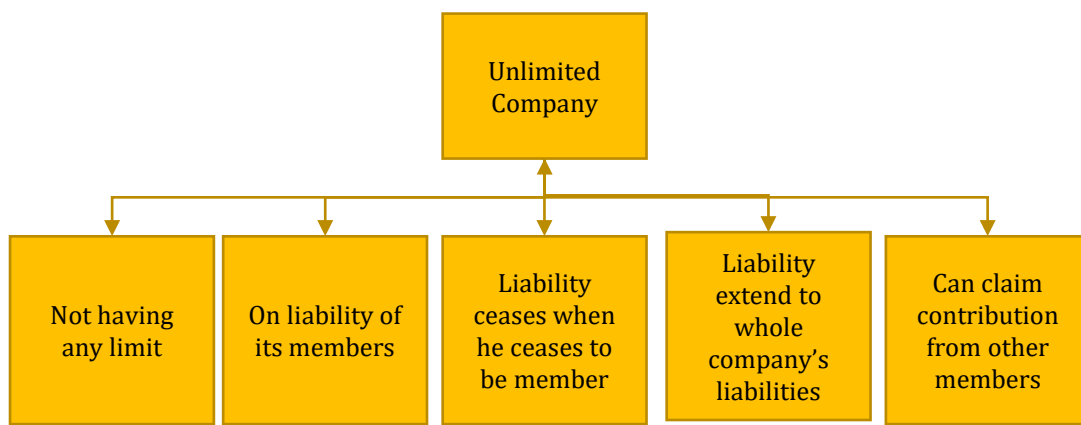 Unlimited
Company
Not having
any limit
On liability of
its members
Liability
ceases when
he ceases to
be member
Liability
extend to
whole
company’s
liabilities
Can claim
contribution
from other
members